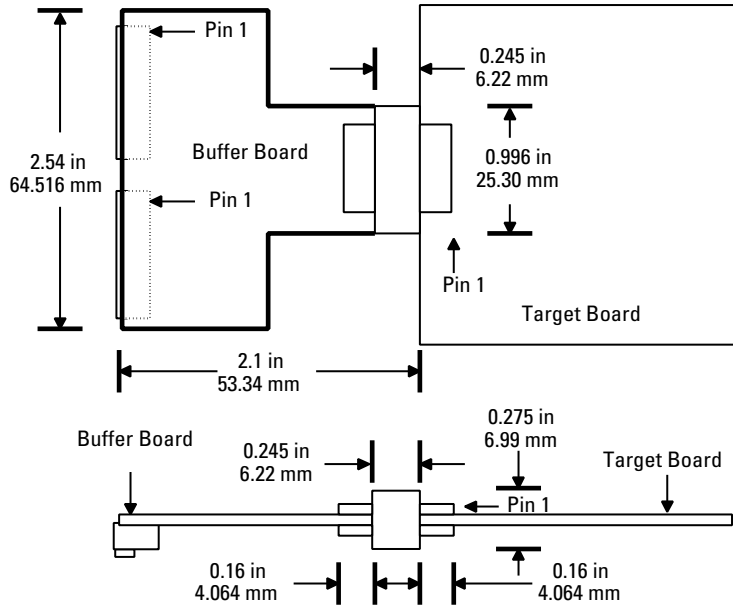 Pin 1
0.245 in
6.22 mm
Buffer Board
2.54 in
64.516 mm
0.996 in
25.30 mm
Pin 1
Pin 1
Target Board
2.1 in
53.34 mm
Buffer Board
0.245 in
6.22 mm
0.275 in
6.99 mm
Target Board
Pin 1
0.16 in
4.064 mm
0.16 in
4.064 mm